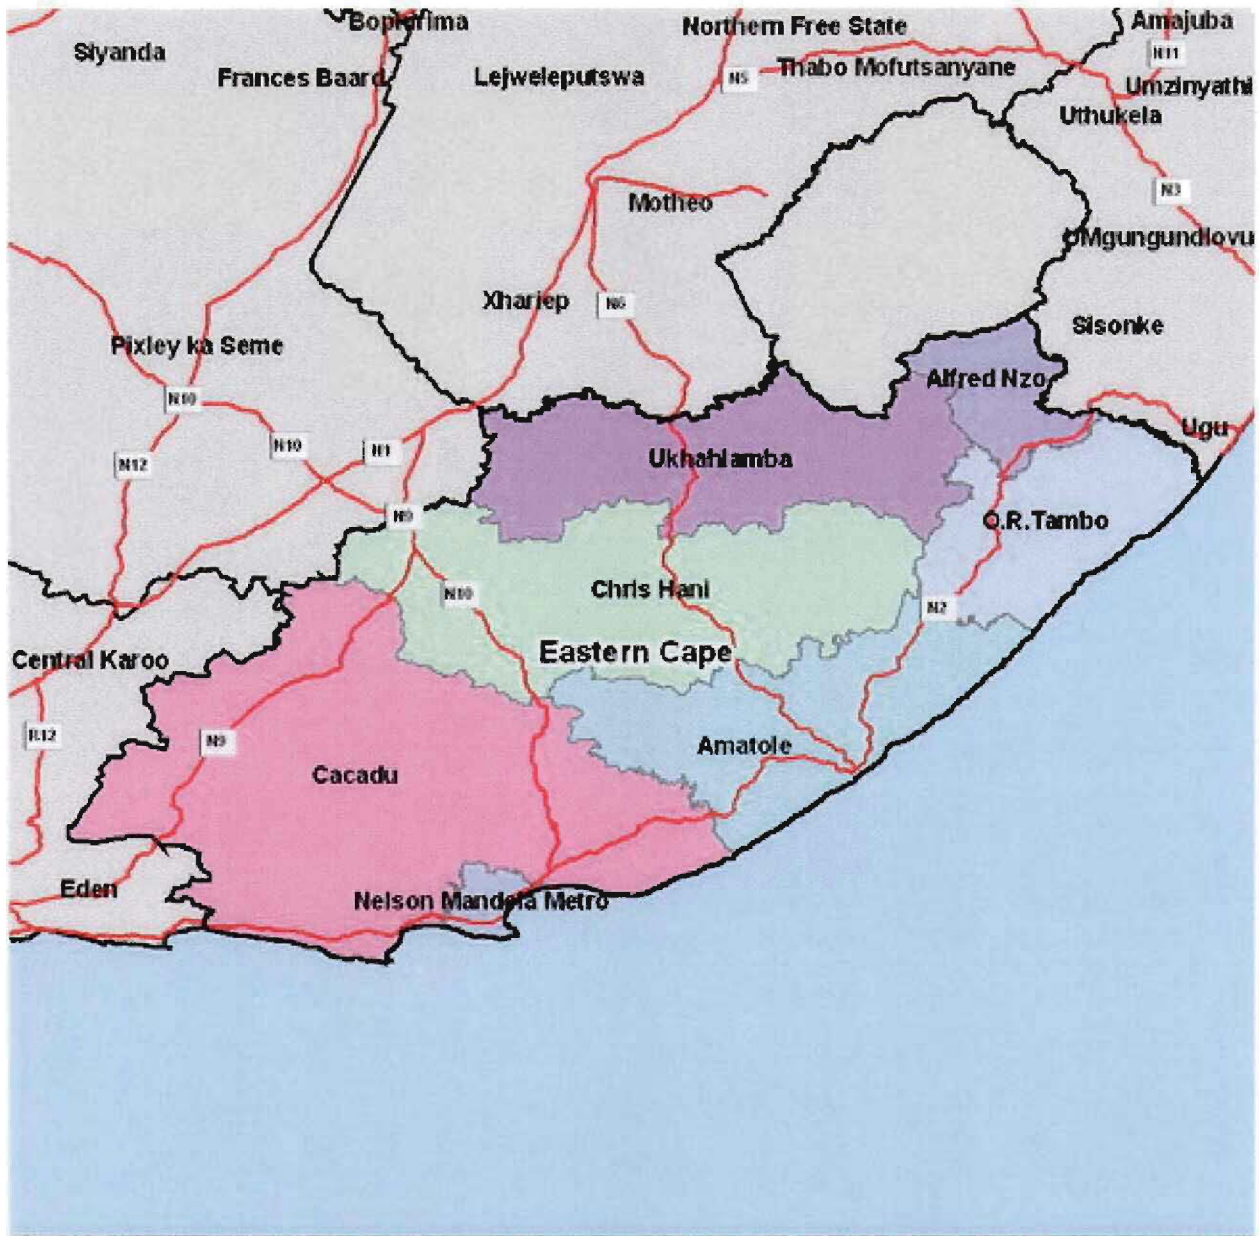 Bophirima
Northern Free State
Amajuba
Siyanda
N11
Frances Baard
Lejweleputswa
N5
Thabo Mofutsanyane
Umzinyathi
Uthukela
N3
Motheo
UMgungundlovu
Xhariep
N6
Sisonke
Pixley ka Seme
Alfred Nzo
N10
Ugu
N10
N1
N12
Ukhahlamba
N9
O.R.Tambo
Chris Hani
N10
N2
Eastern Cape
Central Karoo
R12
N9
Amatole
Cacadu
Eden
Nelson Mandela Metro